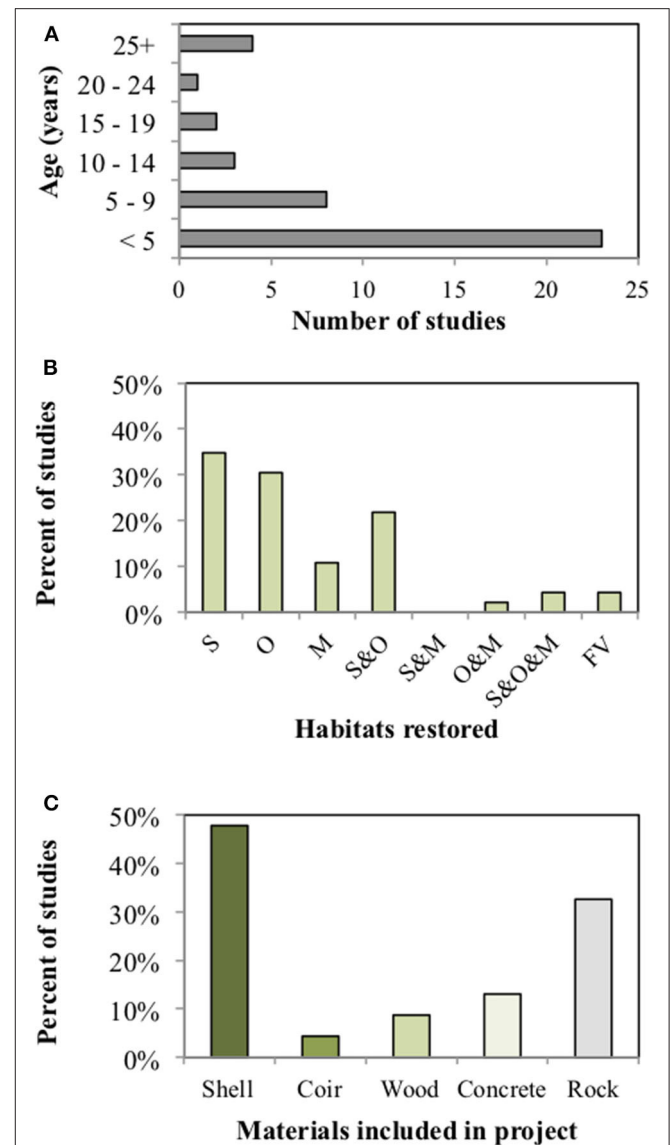 A
Age (years)
25+
20 - 24
15 - 19
10 - 14
5 - 9
< 5
0 5 10 15 20 25
Number of studies
B
Percent of studies
50%
40%
30%
20%
10%
0%
S O M S&O S&M O&M S&O&M FV
Habitats restored
C
Percent of studies
50%
40%
30%
20%
10%
0%
Shell Coir Wood Concrete Rock
Materials included in project